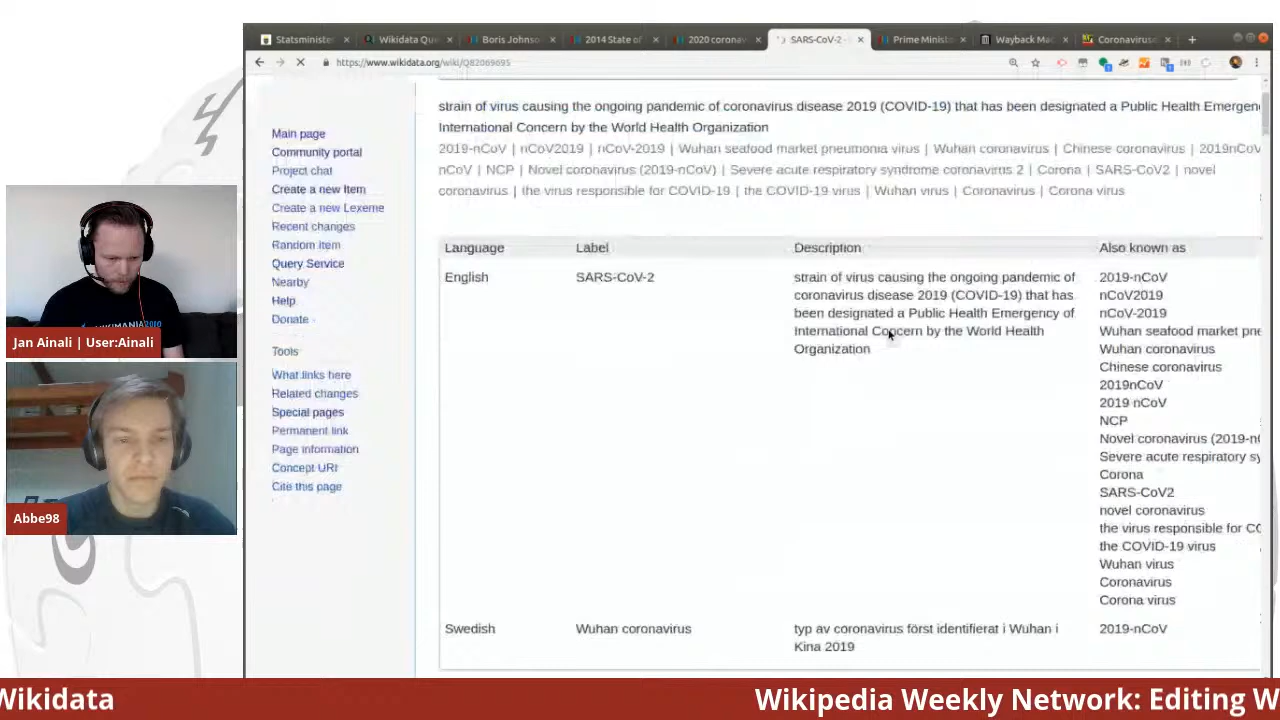 Statsministe
Wikidata Que
Boris Johnso
2014 State of
2020 coronav
SARS-CoV-2 -
Prime Minist
Wayback Mac
Coronavirus
https://www.wikidata.org/wiki/Q82069695
strain of virus causing the ongoing pandemic of coronavirus disease 2019 (COVID-19) that has been designated a Public Health Emergen
International Concern by the World Health Organization
2019-nCoV | nCoV2019 | nCoV-2019 | Wuhan seafood market pneumonia virus | Wuhan coronavirus | Chinese coronavirus | 2019nCoV
nCoV | NCP | Novel coronavirus (2019-nCoV) | Severe acute respiratory syndrome coronavirus 2 | Corona | SARS-CoV2 | novel
coronavirus | the virus responsible for COVID-19 | the COVID-19 virus | Wuhan virus | Coronavirus | Corona virus
Main page
Community portal
Project chat
Create a new Item
Create a new Lexeme
Recent changes
Random Item
Query Service
Nearby
Help
Donate
Tools
What links here
Related changes
Special pages
Permanent link
Page information
Concept URI
Cite this page
Language Label Description Also known as
English SARS-CoV-2
strain of virus causing the ongoing pandemic of
coronavirus disease 2019 (COVID-19) that has
been designated a Public Health Emergency of
International Concern by the World Health
Organization
2019-nCoV
nCoV2019
nCoV-2019
Wuhan seafood market pne
Wuhan coronavirus
Chinese coronavirus
2019nCoV
2019 nCoV
NCP
Novel coronavirus (2019-n
Severe acute respiratory sy
Corona
SARS-CoV2
novel coronavirus
the virus responsible for CO
the COVID-19 virus
Wuhan virus
Coronavirus
Corona virus
Swedish Wuhan coronavirus
typ av coronavirus först identifierat i Wuhan i
Kina 2019
2019-nCoV
WIKIMANIA2019
Jan Ainali | User:Ainali
Abbe98
Wikidata
Wikipedia Weekly Network: Editing W